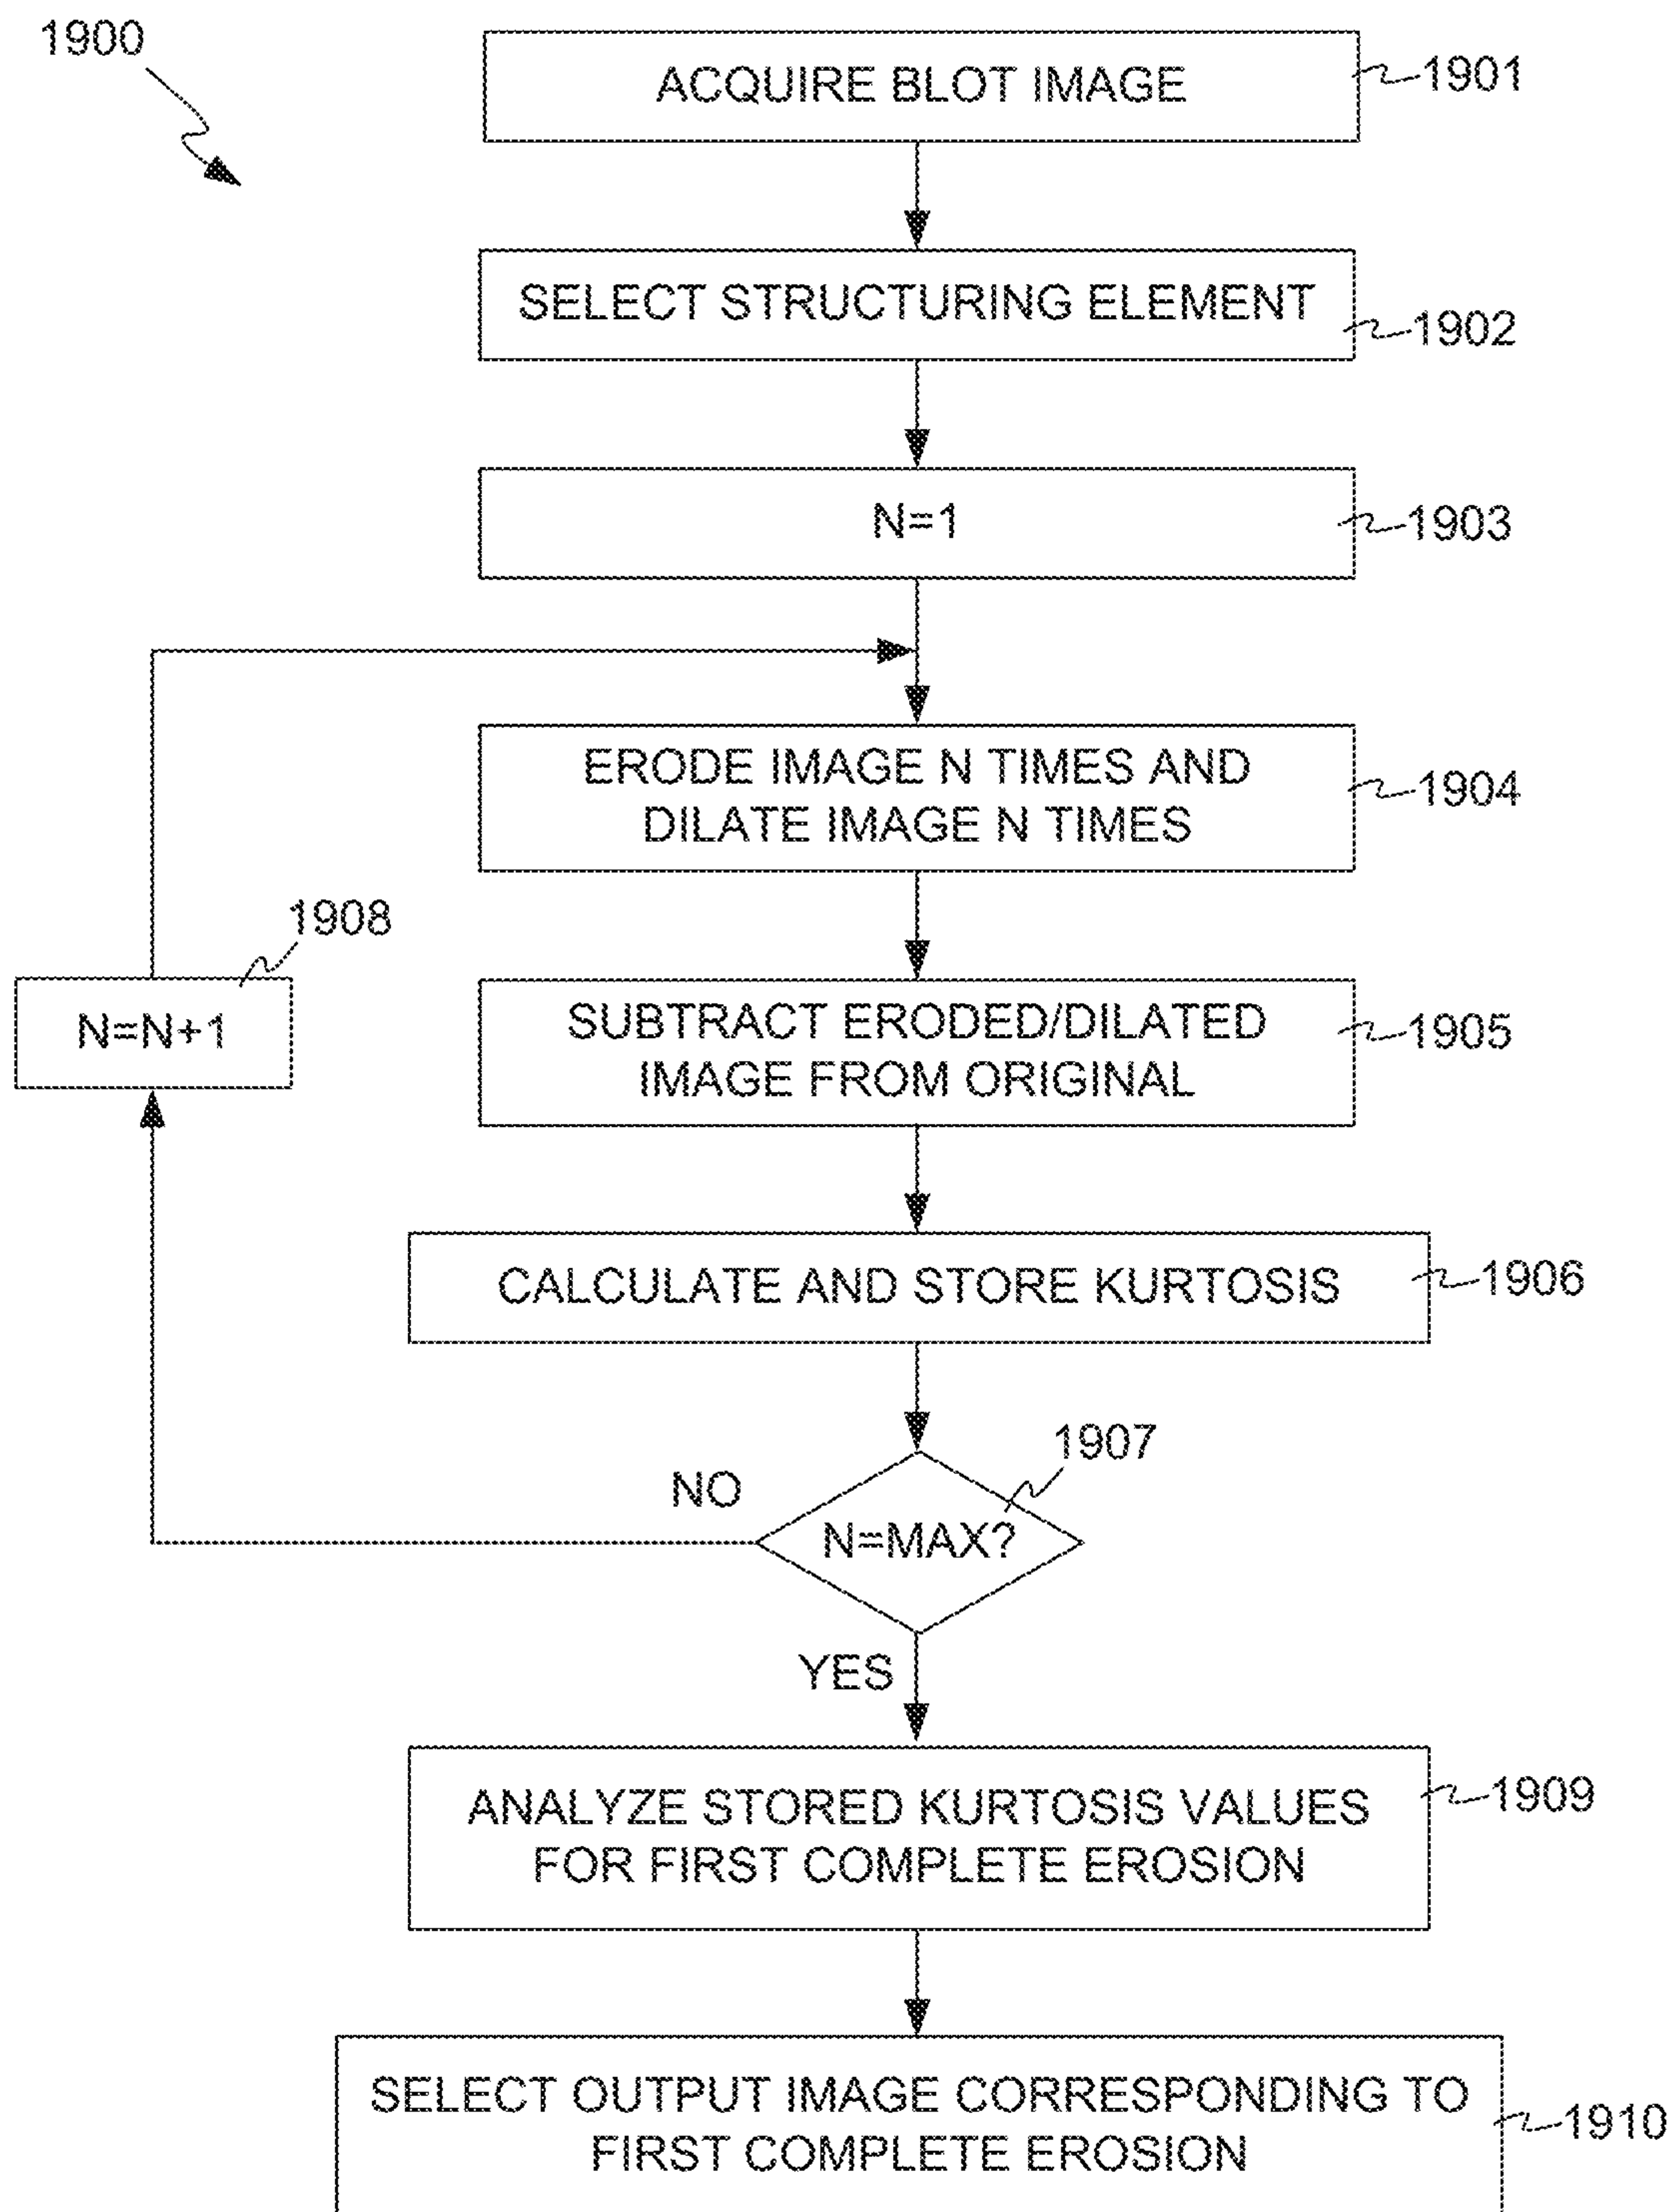 1900
ACQUIRE BLOT IMAGE
1901
SELECT STRUCTURING ELEMENT
1902
N=1
1903
ERODE IMAGE N TIMES AND
DILATE IMAGE N TIMES
1904
1908
N=N+1
SUBTRACT ERODED/DILATED
IMAGE FROM ORIGINAL
1905
CALCULATE AND STORE KURTOSIS
1906
1907
NO
N=MAX?
YES
ANALYZE STORED KURTOSIS VALUES
FOR FIRST COMPLETE EROSION
1909
SELECT OUTPUT IMAGE CORRESPONDING TO
FIRST COMPLETE EROSION
1910